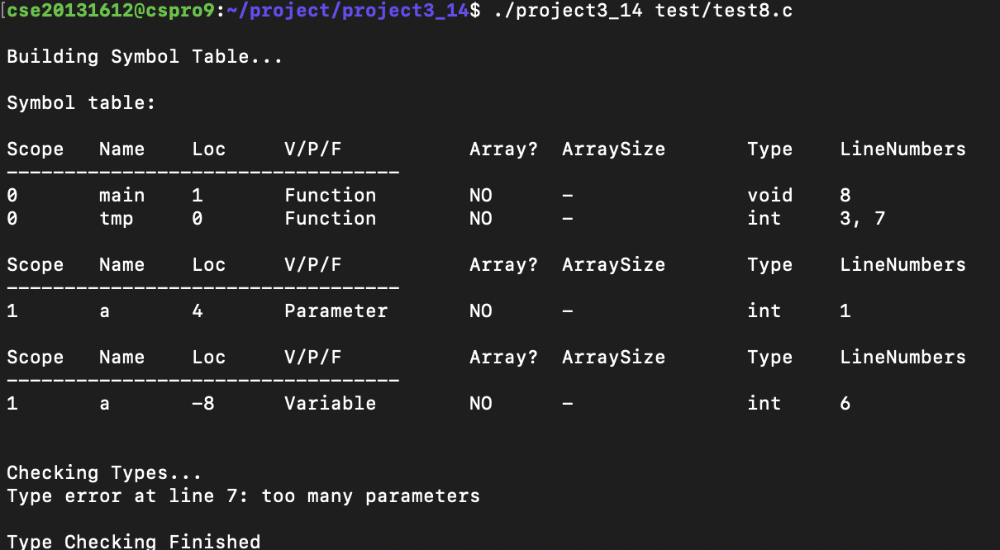 [cse20131612@cspro9:~/project/project3_14$ ./project3_14 test/test8.c
Building Symbol Table...
Symbol table:
Scope Name Loc V/P/F Array? ArraySize Type LineNumbers
----------------------------------
0 main 1 Function NO - void 8
0 tmp 0 Function NO - int 3, 7
Scope Name Loc V/P/F Array? ArraySize Type LineNumbers
----------------------------------
1 a 4 Parameter NO - int 1
Scope Name Loc V/P/F Array? ArraySize Type LineNumbers
----------------------------------
1 a -8 Variable NO - int 6
Checking Types...
Type error at line 7: too many parameters
Type Checking Finished